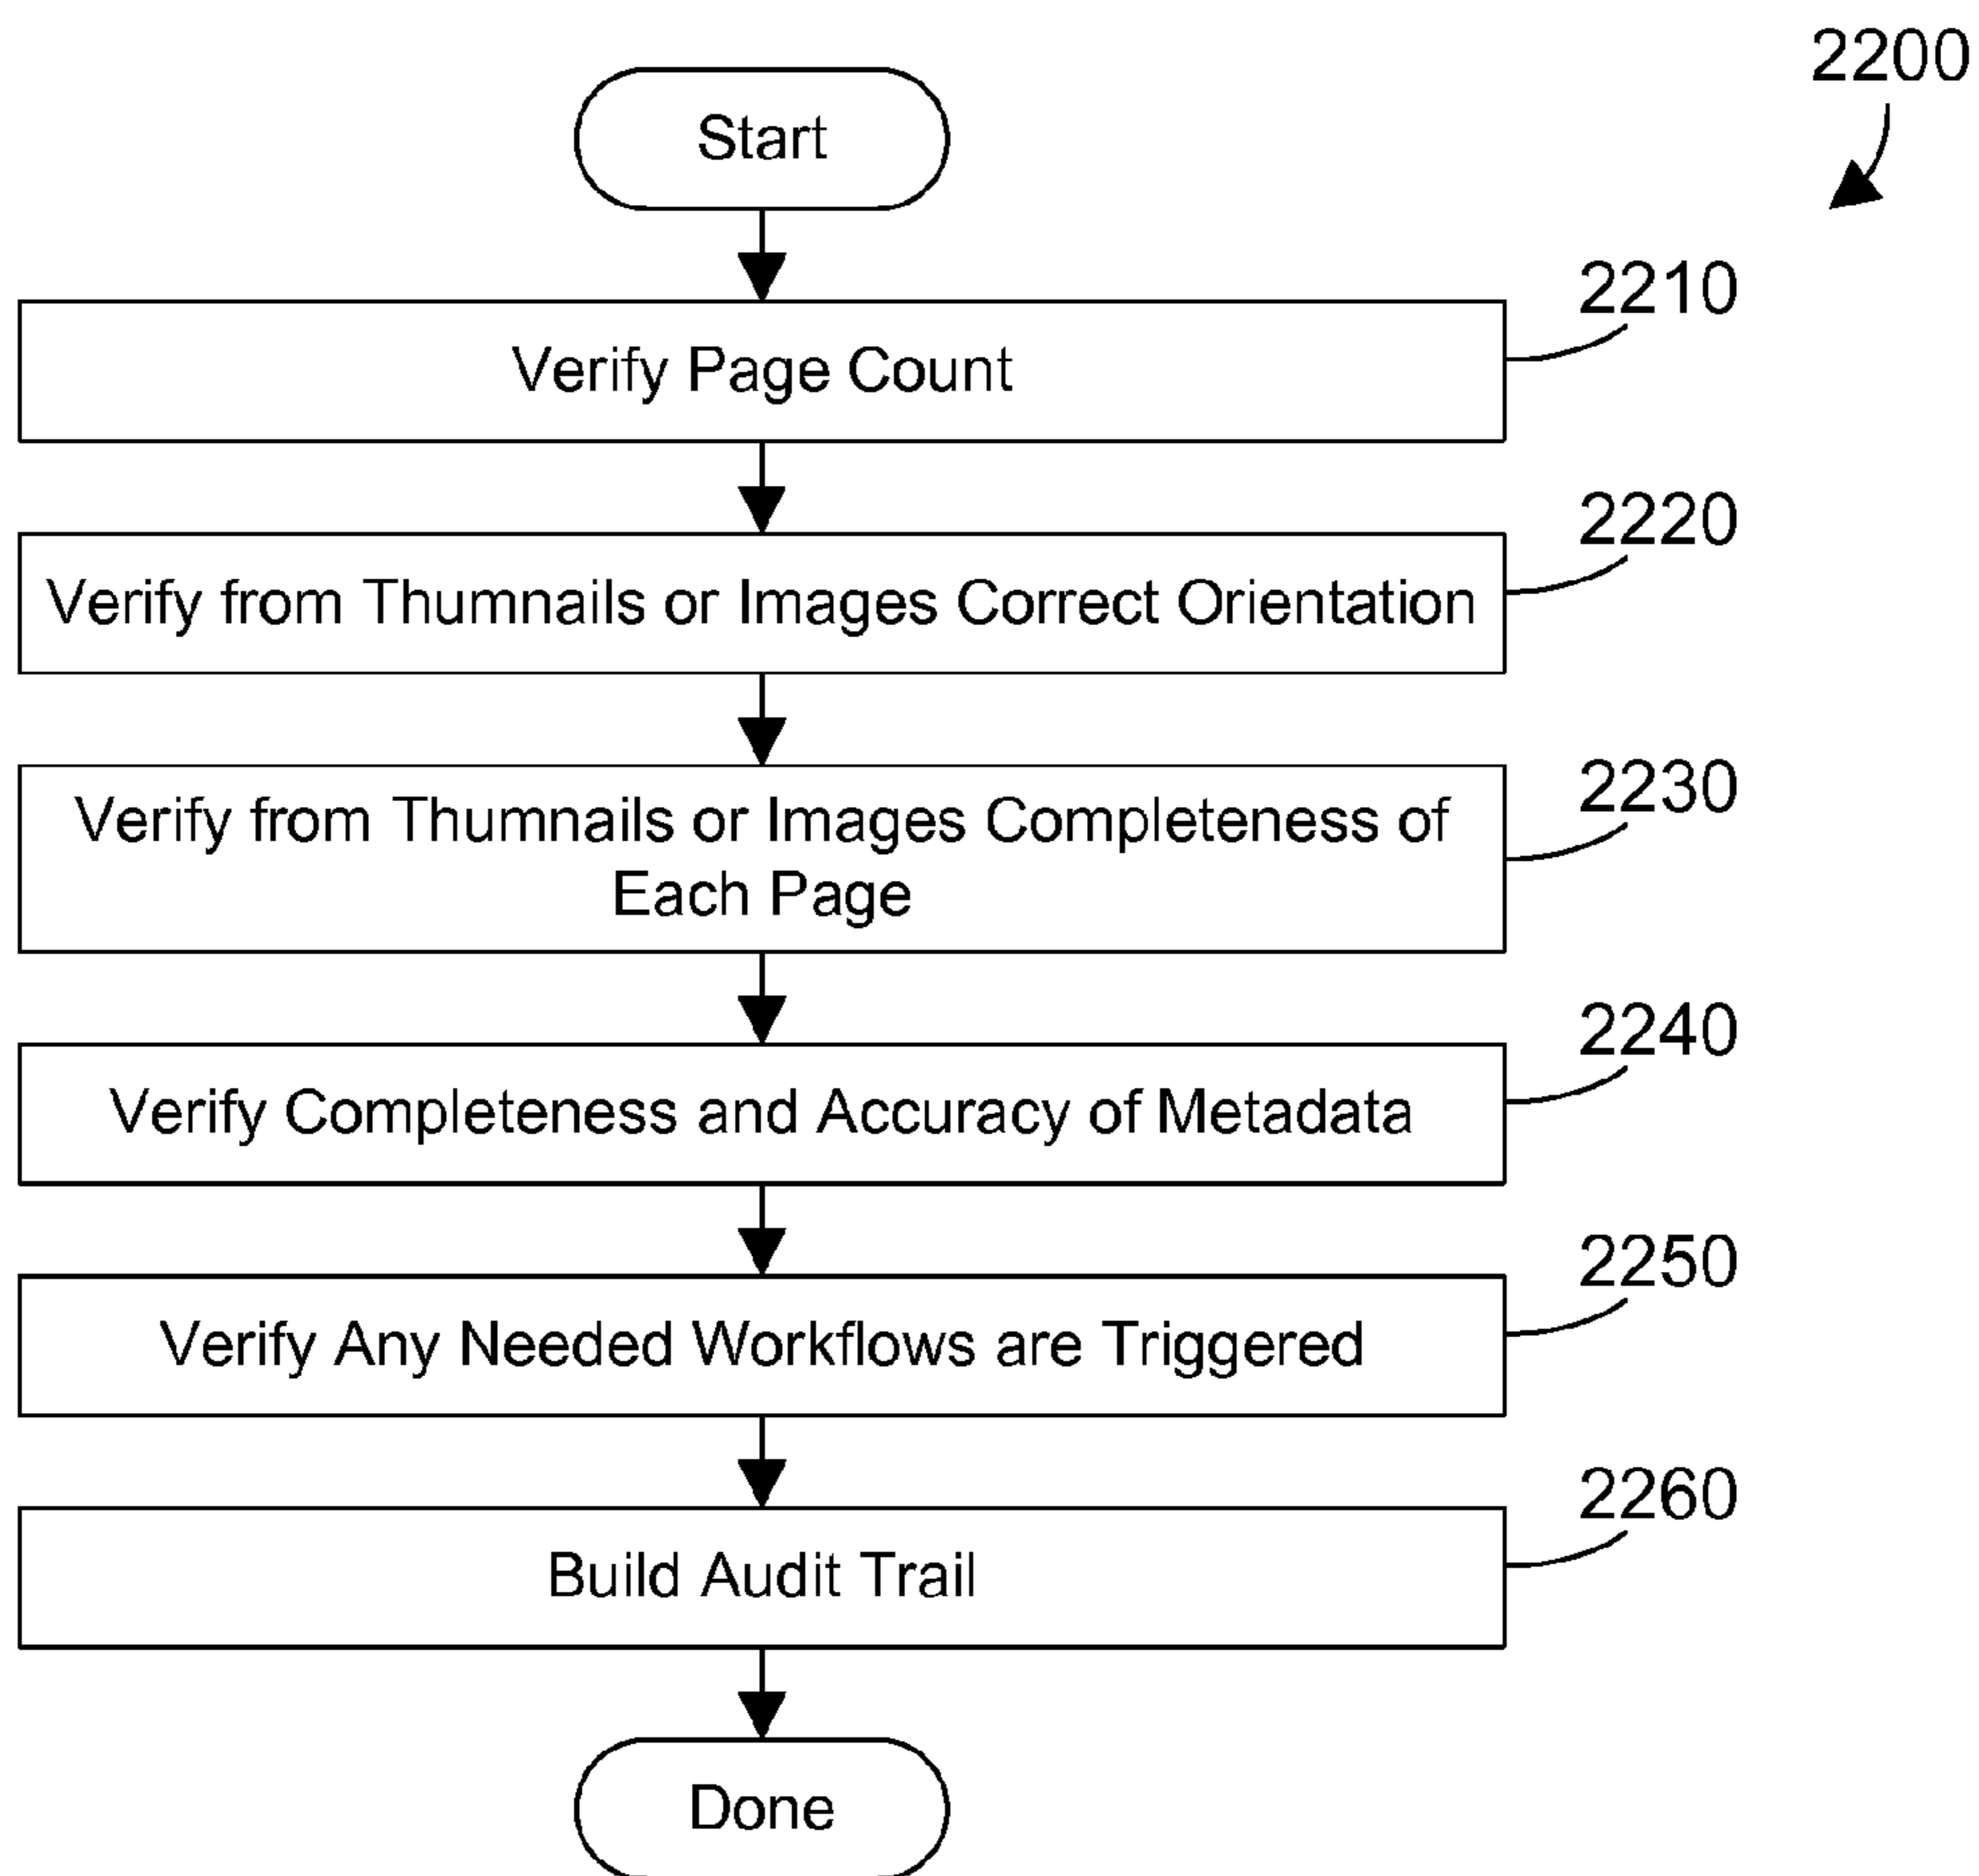 2200
Start
2210
Verify Page Count
2220
Verify from Thumnails or Images Correct Orientation
2230
Verify from Thumnails or Images Completeness of
Each Page
2240
Verify Completeness and Accuracy of Metadata
2250
Verify Any Needed Workflows are Triggered
2260
Build Audit Trail
Done